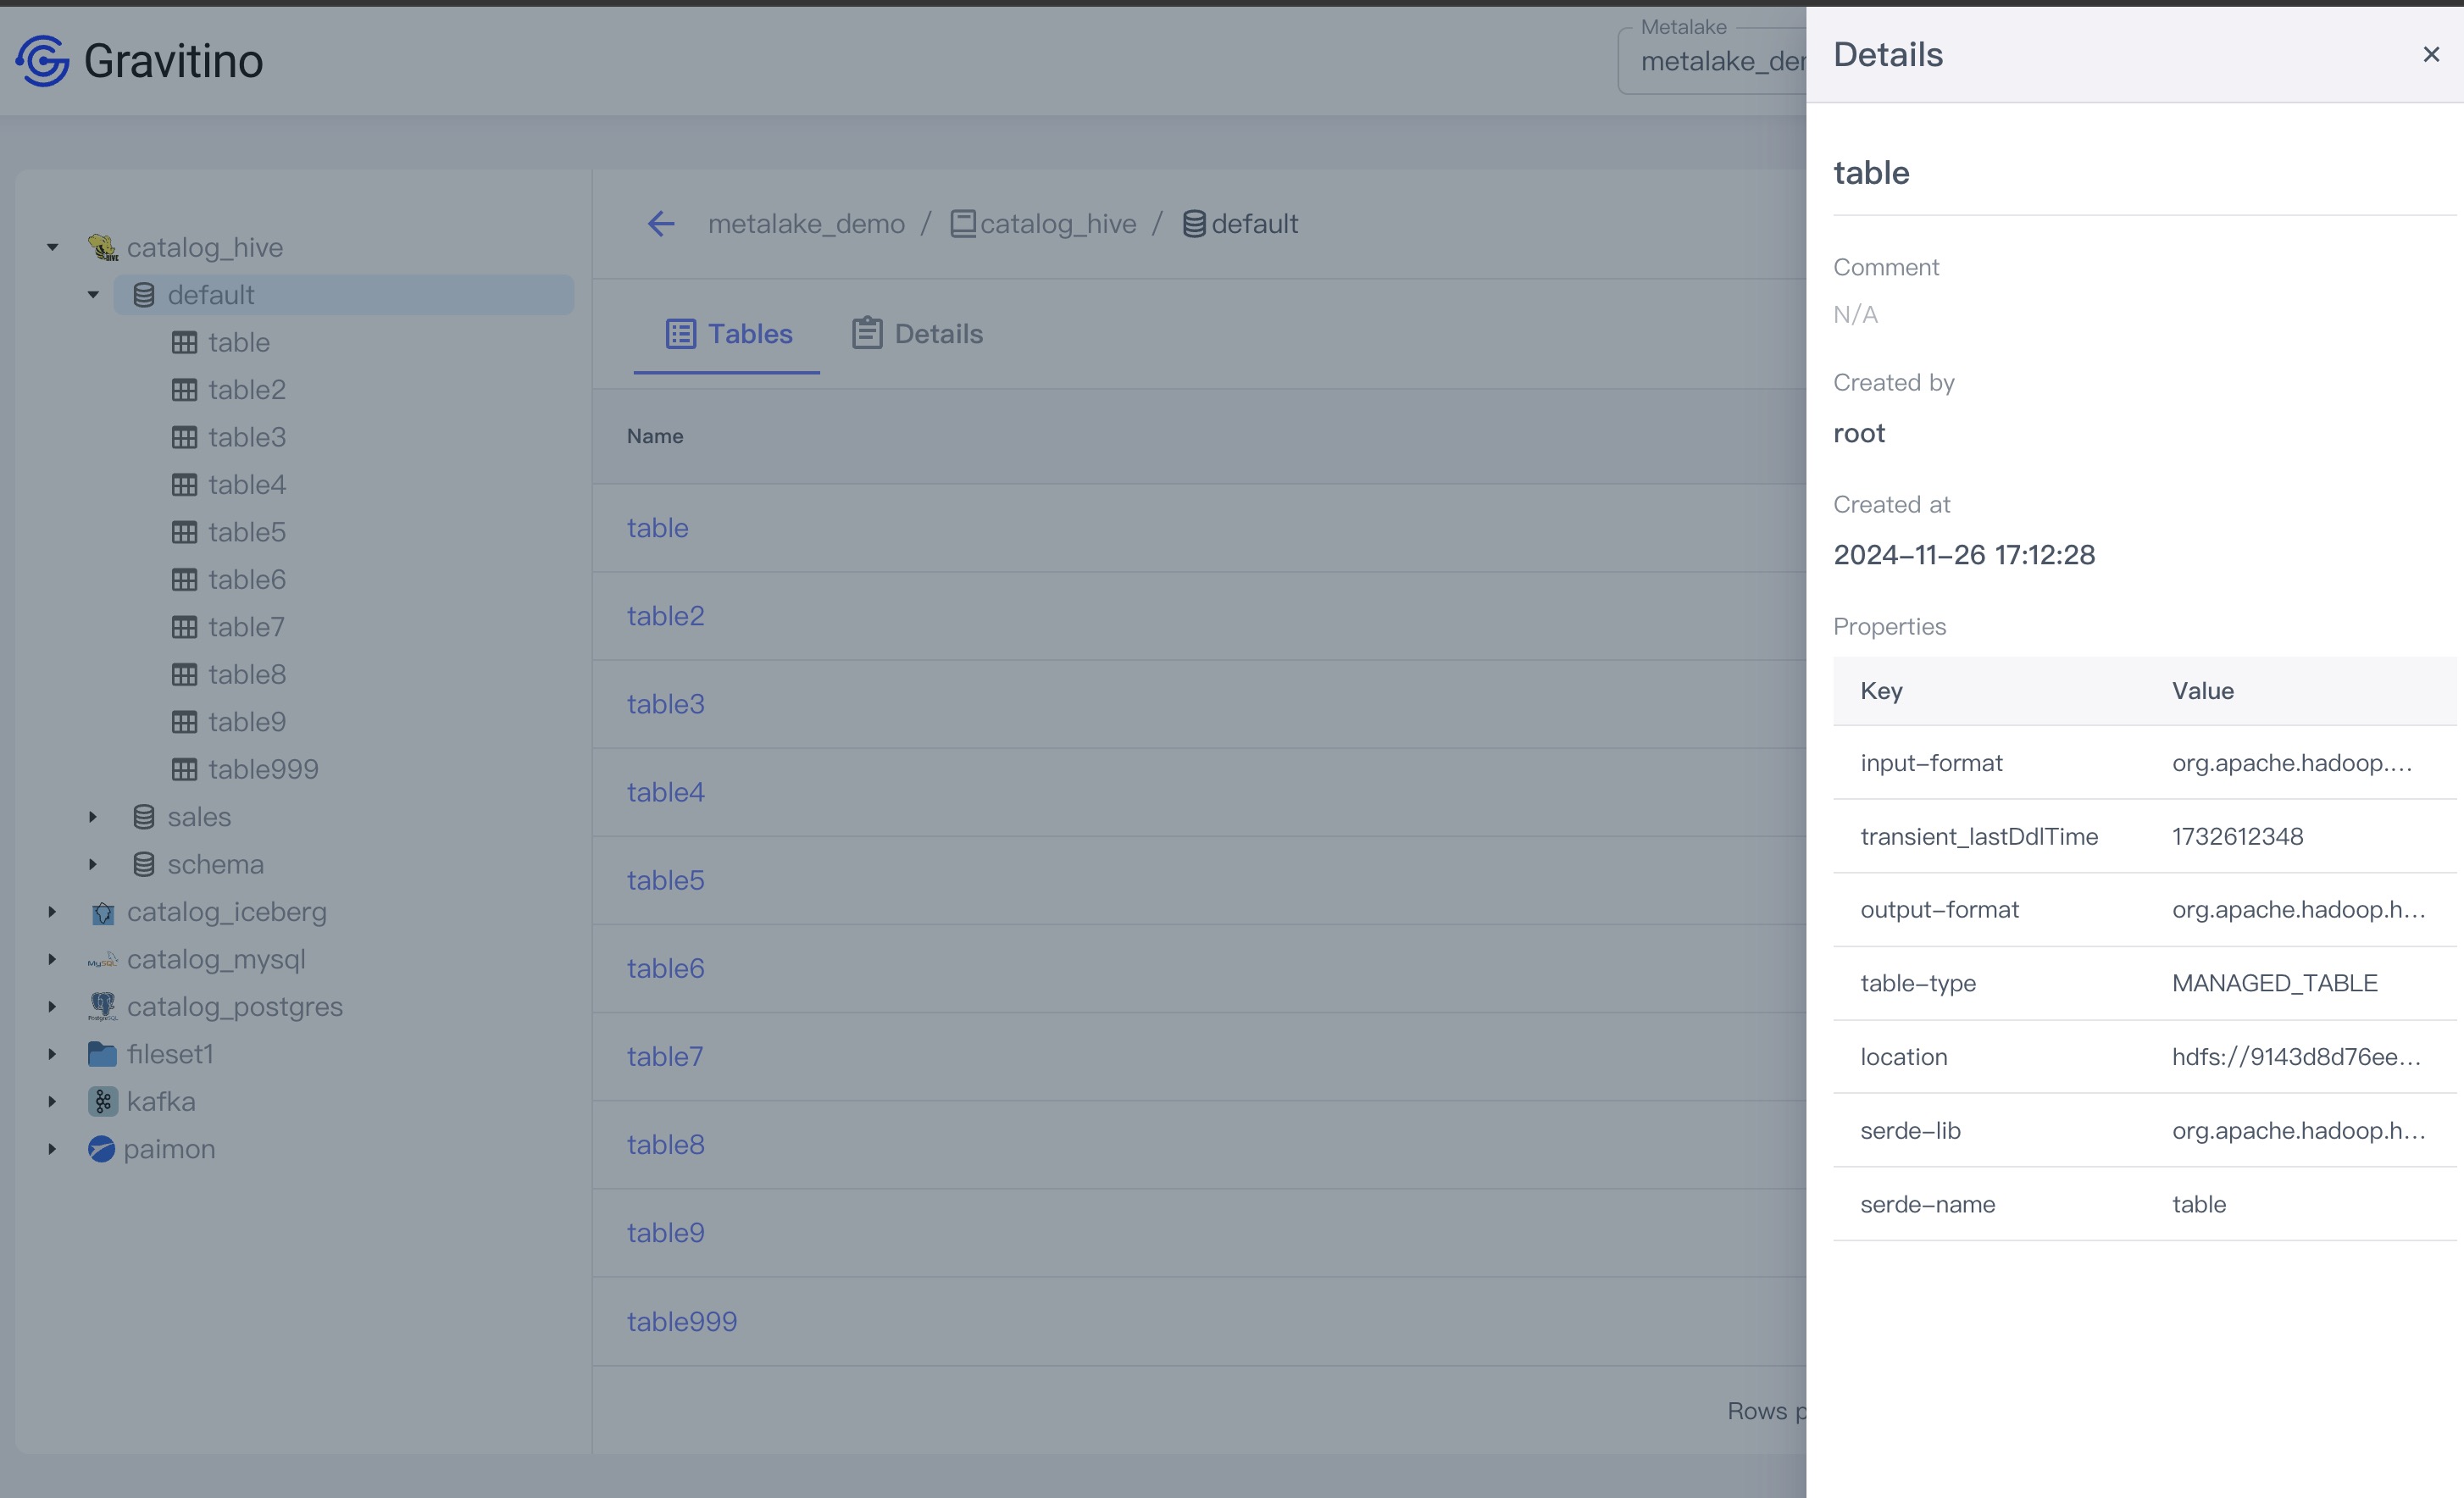 Gravitino
Metalake
metalake_der
catalog_hive
default
table
table2
table3
table4
table5
table6
table7
table8
table9
table999
sales
schema
catalog_iceberg
catalog_mysql
catalog_postgres
fileset1
kafka
paimon
metalake_demo / catalog_hive / default
Tables Details
Name
table
table2
table3
table4
table5
table6
table7
table8
table9
table999
Rows p
Details
table
Comment
N/A
Created by
root
Created at
2024-11-26 17:12:28
Properties
Key Value
input-format org.apache.hadoop....
transient_lastDdlTime 1732612348
output-format org.apache.hadoop.h...
table-type MANAGED_TABLE
location hdfs://9143d8d76ee...
serde-lib org.apache.hadoop.h...
serde-name table